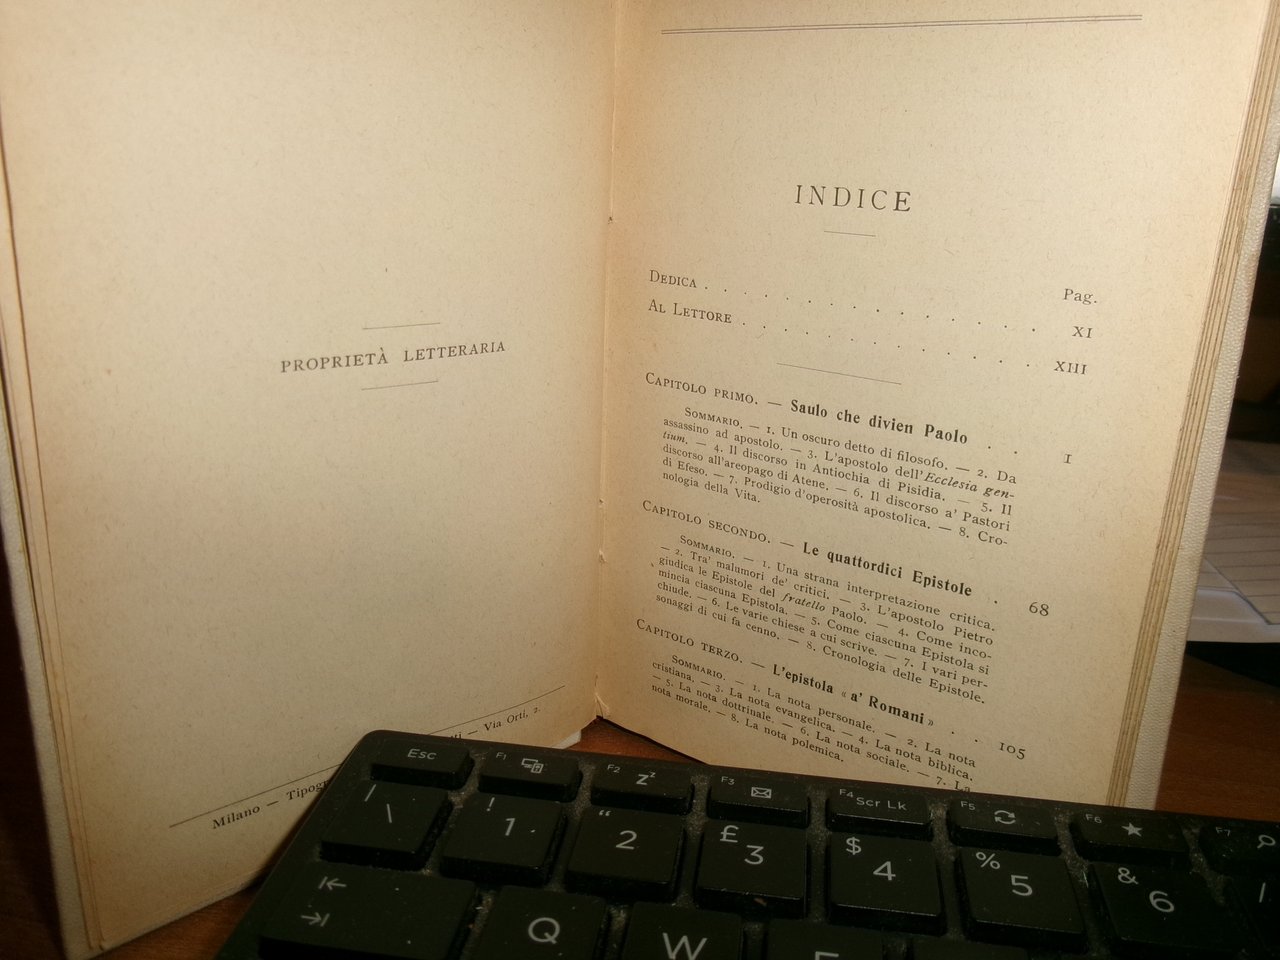 PROPRIETÀ LETTERARIA
Milano — Tipogr
Via Orti, 2.
INDICE
Pag.
DEDICA . . . . . . . . . . . . XI
AL LETTORE . . . . . . . . . . . XIII
CAPITOLO PRIMO. — Saulo che divien Paolo . . I
SOMMARIO. — 1. Un oscuro detto di filosofo. — 2. Da
assassino ad apostolo. — 3. L'apostolo dell'Ecclesia gen-
tium. — 4. Il discorso in Antiochia di Pisidia. — 5. Il
discorso all'areopago di Atene. — 6. Il discorso a' Pastori
di Efeso. — 7. Prodigio d'operosità apostolica. — 8. Cro-
nologia della Vita.
CAPITOLO SECONDO. — Le quattordici Epistole . 68
SOMMARIO. — 1. Una strana interpretazione critica.
— 2. Tra' malumori de' critici. — 3. L'apostolo Pietro
giudica le Epistole del fratello Paolo. — 4. Come inco-
mincia ciascuna Epistola. — 5. Come ciascuna Epistola si
chiude. — 6. Le varie chiese a cui scrive. — 7. I vari per-
sonaggi di cui fa cenno. — 8. Cronologia delle Epistole.
CAPITOLO TERZO. — L'epistola « a' Romani » . . 105
SOMMARIO. — 1. La nota personale. — 2. La nota
cristiana. — 3. La nota evangelica. — 4. La nota biblica.
— 5. La nota dottrinale. — 6. La nota sociale. — 7. La
nota morale. — 8. La nota polemica.
Esc F1 F2 Zzz F3 F4 Scr Lk F5 F6 F7
| \ ! 1 “ 2 £ 3 $ 4 % 5 & 6
Q W E